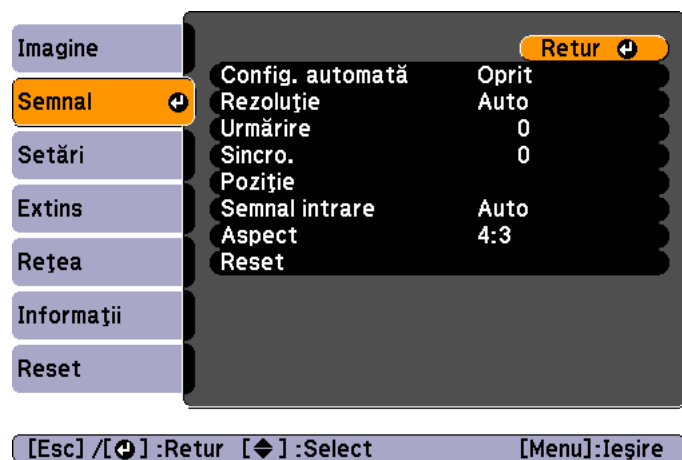 Imagine
Semnal
Setări
Extins
Reţea
Informaţii
Reset
Retur
Config. automată Oprit
Rezoluţie Auto
Urmărire 0
Sincro. 0
Poziţie
Semnal intrare Auto
Aspect 4:3
Reset
[Esc] /[ ] :Retur [ ] :Select [Menu]:Ieşire